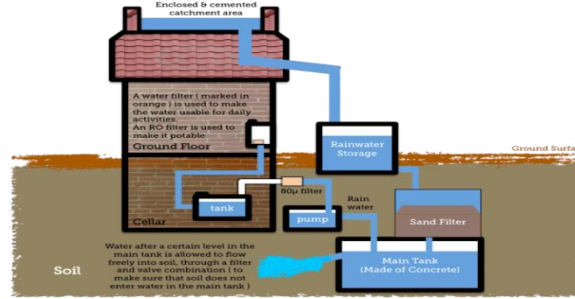 Enclosed & cemented
catchment area
A water filter ( marked in
orange ) is used to make
the water usable for daily
activities.
An RO filter is used to
make it potable
Ground Floor
Rainwater
Storage
Ground Surfa
80μ filter
Rain
water
tank
pump
Sand Filter
Cellar
Water after a certain level in the
main tank is allowed to flow
freely into soil, through a filter
and valve combination ( to
make sure that soil does not
enter water in the main tank )
Main Tank
(Made of Concrete)
Soil